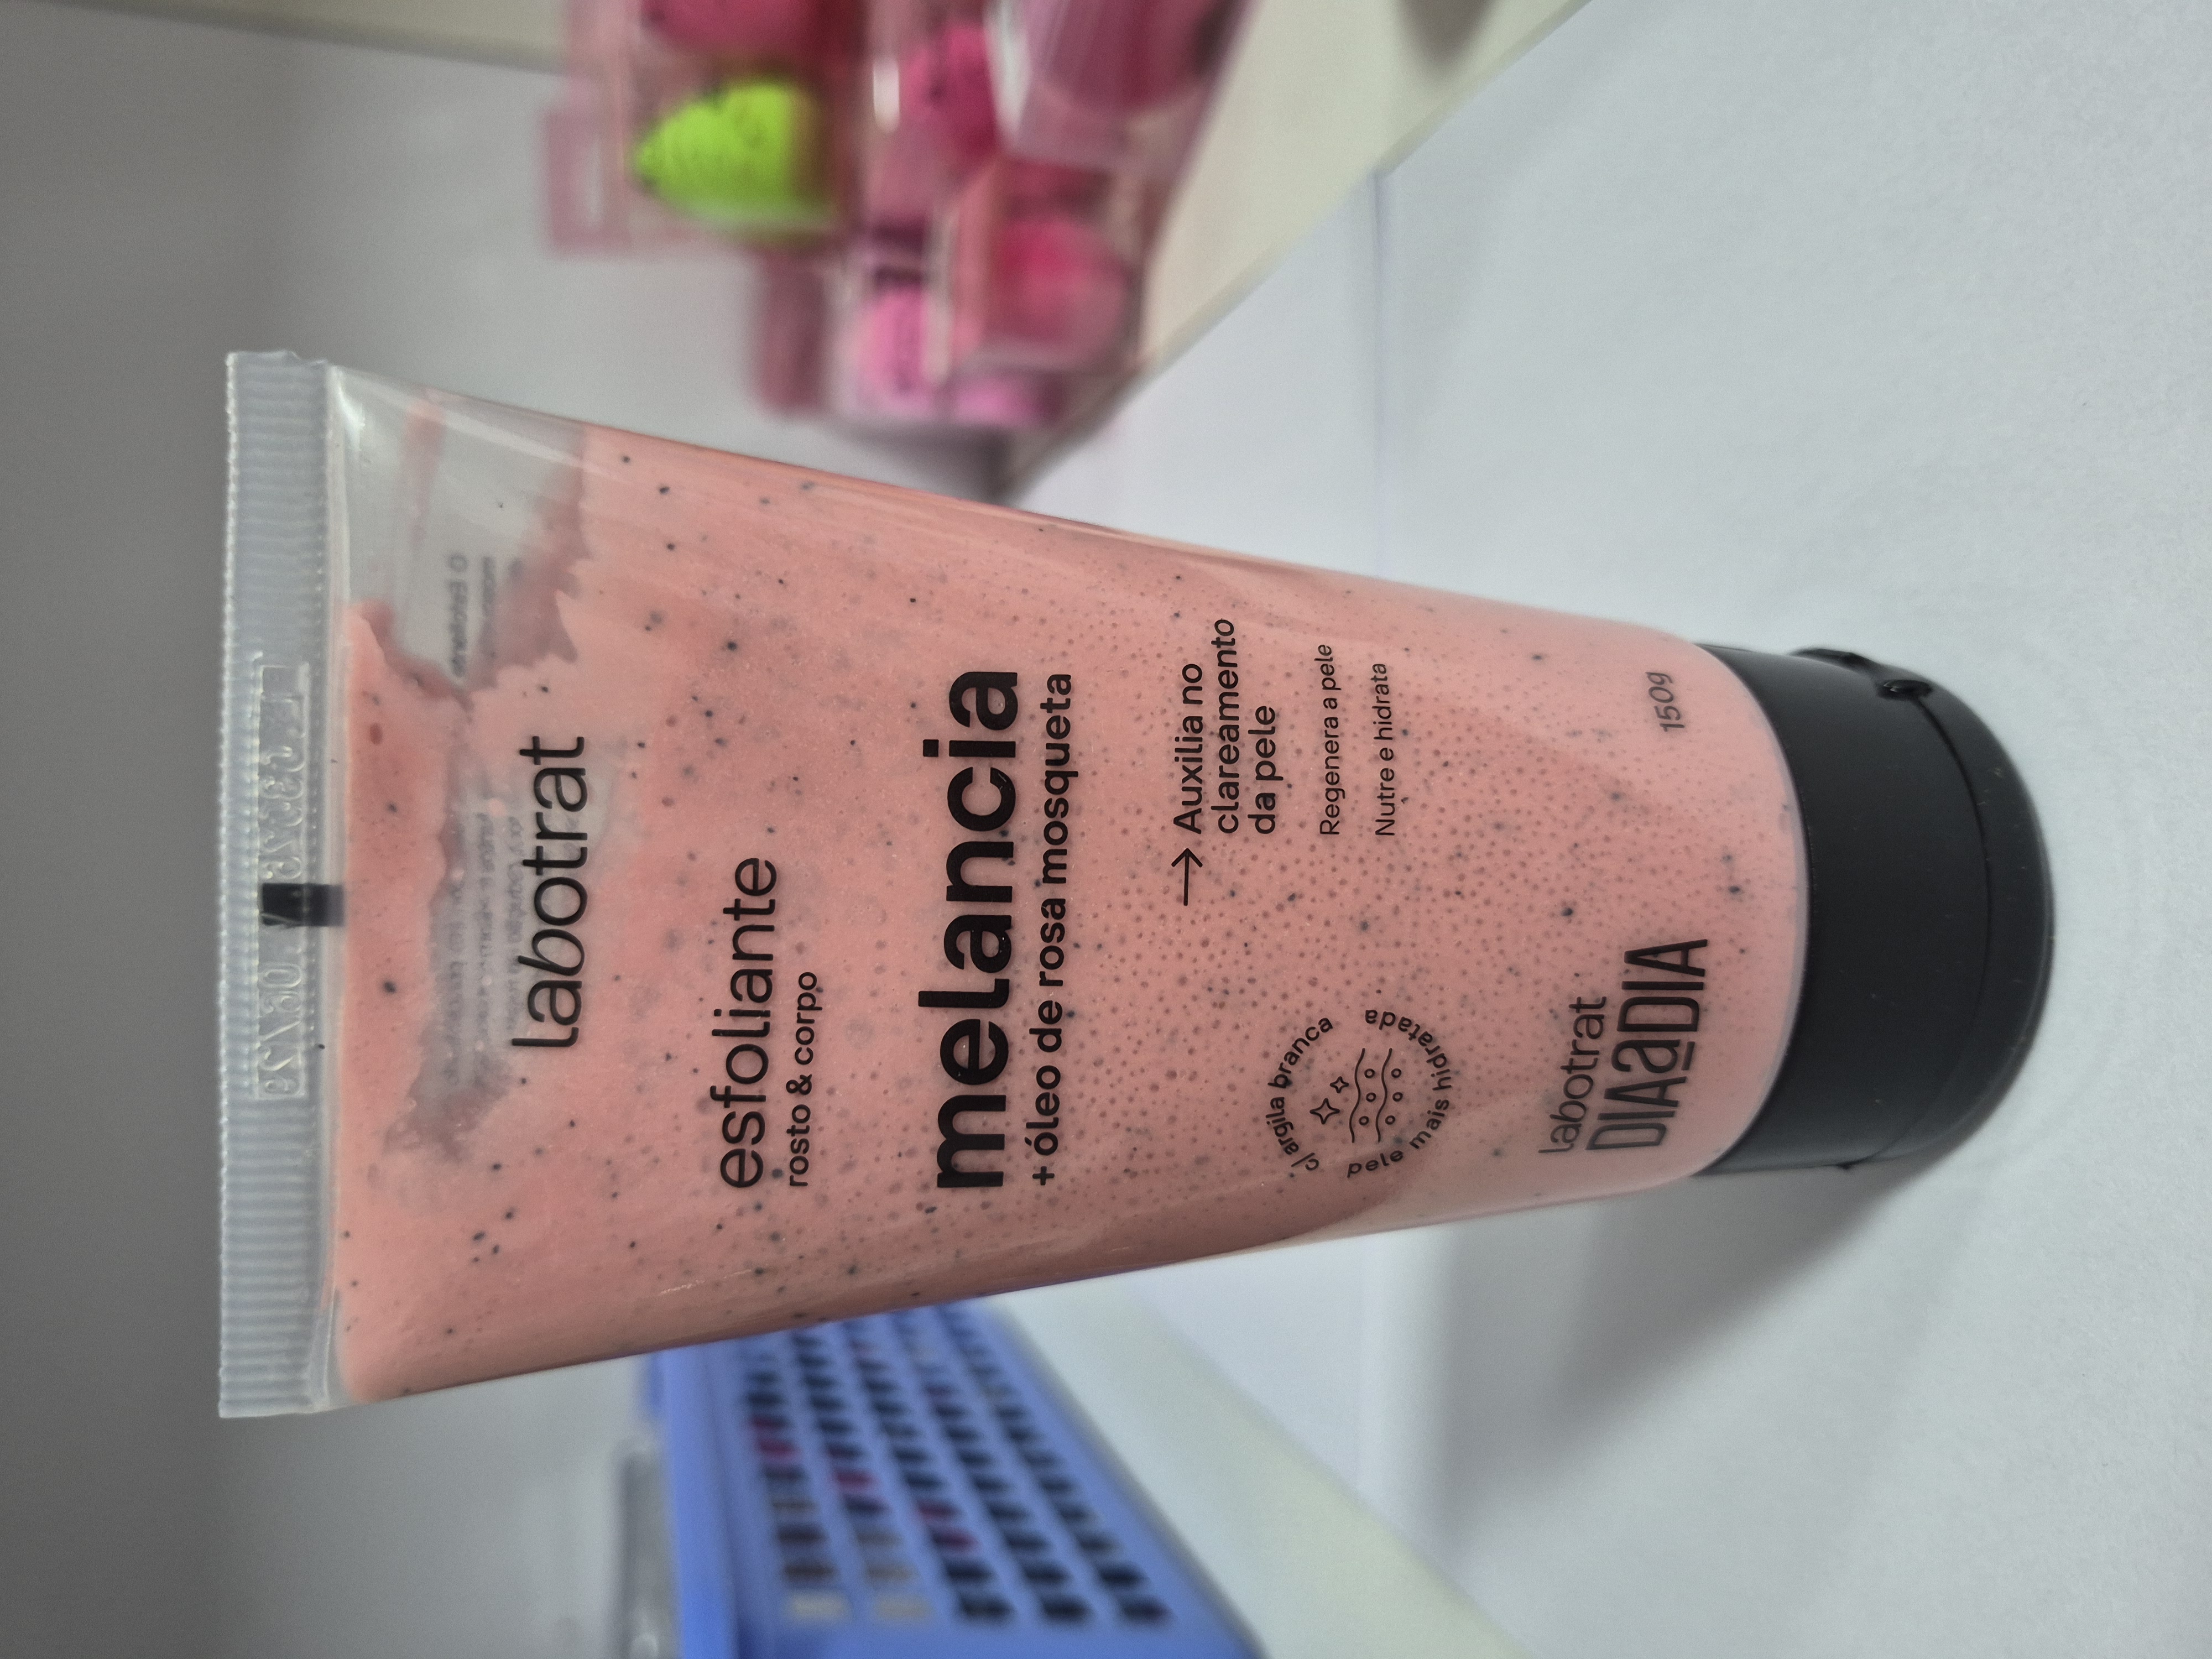 labotrat
esfoliante
rosto & corpo
melancia
+ óleo de rosa mosqueta
→ Auxilia no
clareamento
da pele
Regenera a pele
Nutre e hidrata
c/ argila branca
pele mais hidratada
labotrat
DIAaDIA
150g